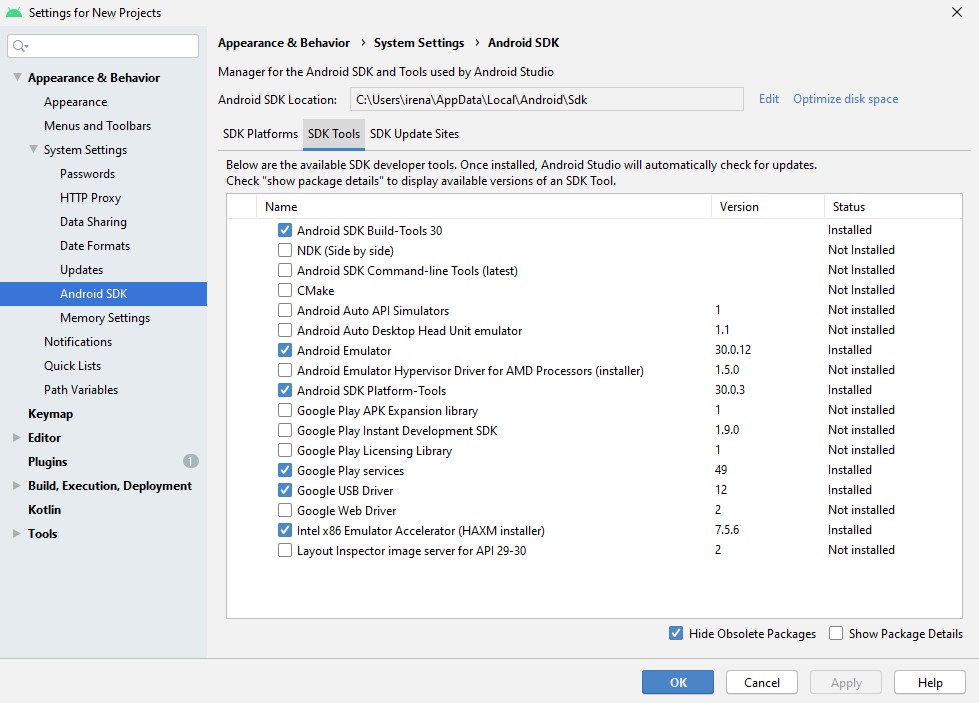 Settings for New Projects
Appearance & Behavior
Appearance
Menus and Toolbars
System Settings
Passwords
HTTP Proxy
Data Sharing
Date Formats
Updates
Android SDK
Memory Settings
Notifications
Quick Lists
Path Variables
Keymap
Editor
Plugins 1
Build, Execution, Deployment
Kotlin
Tools
Appearance & Behavior › System Settings › Android SDK
Manager for the Android SDK and Tools used by Android Studio
Android SDK Location: C:\Users\irena\AppData\Local\Android\Sdk Edit Optimize disk space
SDK Platforms SDK Tools SDK Update Sites
Below are the available SDK developer tools. Once installed, Android Studio will automatically check for updates.
Check "show package details" to display available versions of an SDK Tool.
Name Version Status
Android SDK Build-Tools 30 Installed
NDK (Side by side) Not Installed
Android SDK Command-line Tools (latest) Not Installed
CMake Not Installed
Android Auto API Simulators 1 Not installed
Android Auto Desktop Head Unit emulator 1.1 Not installed
Android Emulator 30.0.12 Installed
Android Emulator Hypervisor Driver for AMD Processors (installer) 1.5.0 Not installed
Android SDK Platform-Tools 30.0.3 Installed
Google Play APK Expansion library 1 Not installed
Google Play Instant Development SDK 1.9.0 Not installed
Google Play Licensing Library 1 Not installed
Google Play services 49 Installed
Google USB Driver 12 Installed
Google Web Driver 2 Not installed
Intel x86 Emulator Accelerator (HAXM installer) 7.5.6 Installed
Layout Inspector image server for API 29-30 2 Not installed
Hide Obsolete Packages Show Package Details
OK Cancel Apply Help